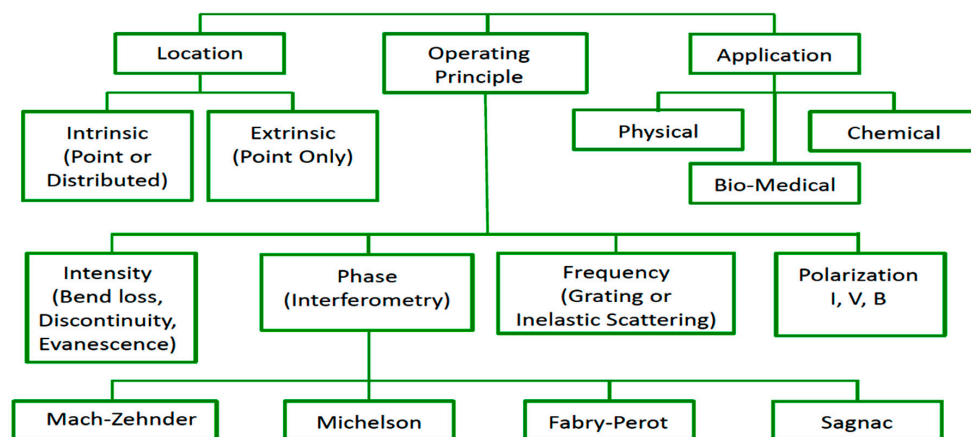 Location
Operating
Principle
Application
Intrinsic
(Point or
Distributed)
Extrinsic
(Point Only)
Physical
Chemical
Bio-Medical
Intensity
(Bend loss,
Discontinuity,
Evanescence)
Phase
(Interferometry)
Frequency
(Grating or
Inelastic Scattering)
Polarization
I, V, B
Mach-Zehnder
Michelson
Fabry-Perot
Sagnac